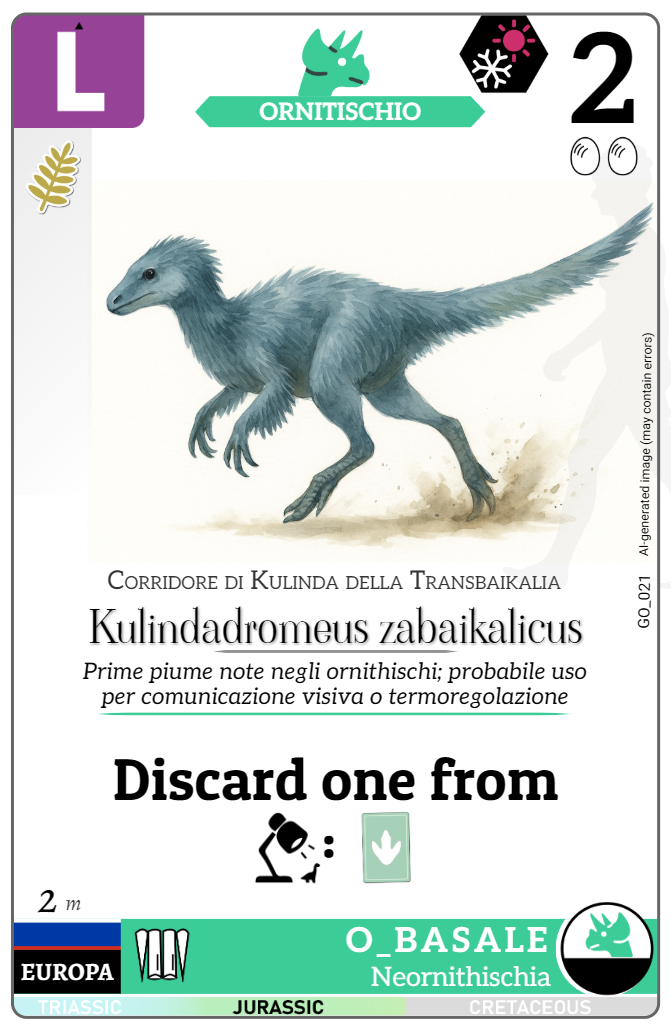 L
ORNITISCHIO
2
AI-generated image (may contain errors)
GO_021
Corridore di Kulinda della Transbaikalia
Kulindadromeus zabaikalicus
Prime piume note negli ornithischi; probabile uso
per comunicazione visiva o termoregolazione
Discard one from
:
2 m
EUROPA
O_BASALE
Neornithischia
TRIASSIC
JURASSIC
CRETACEOUS